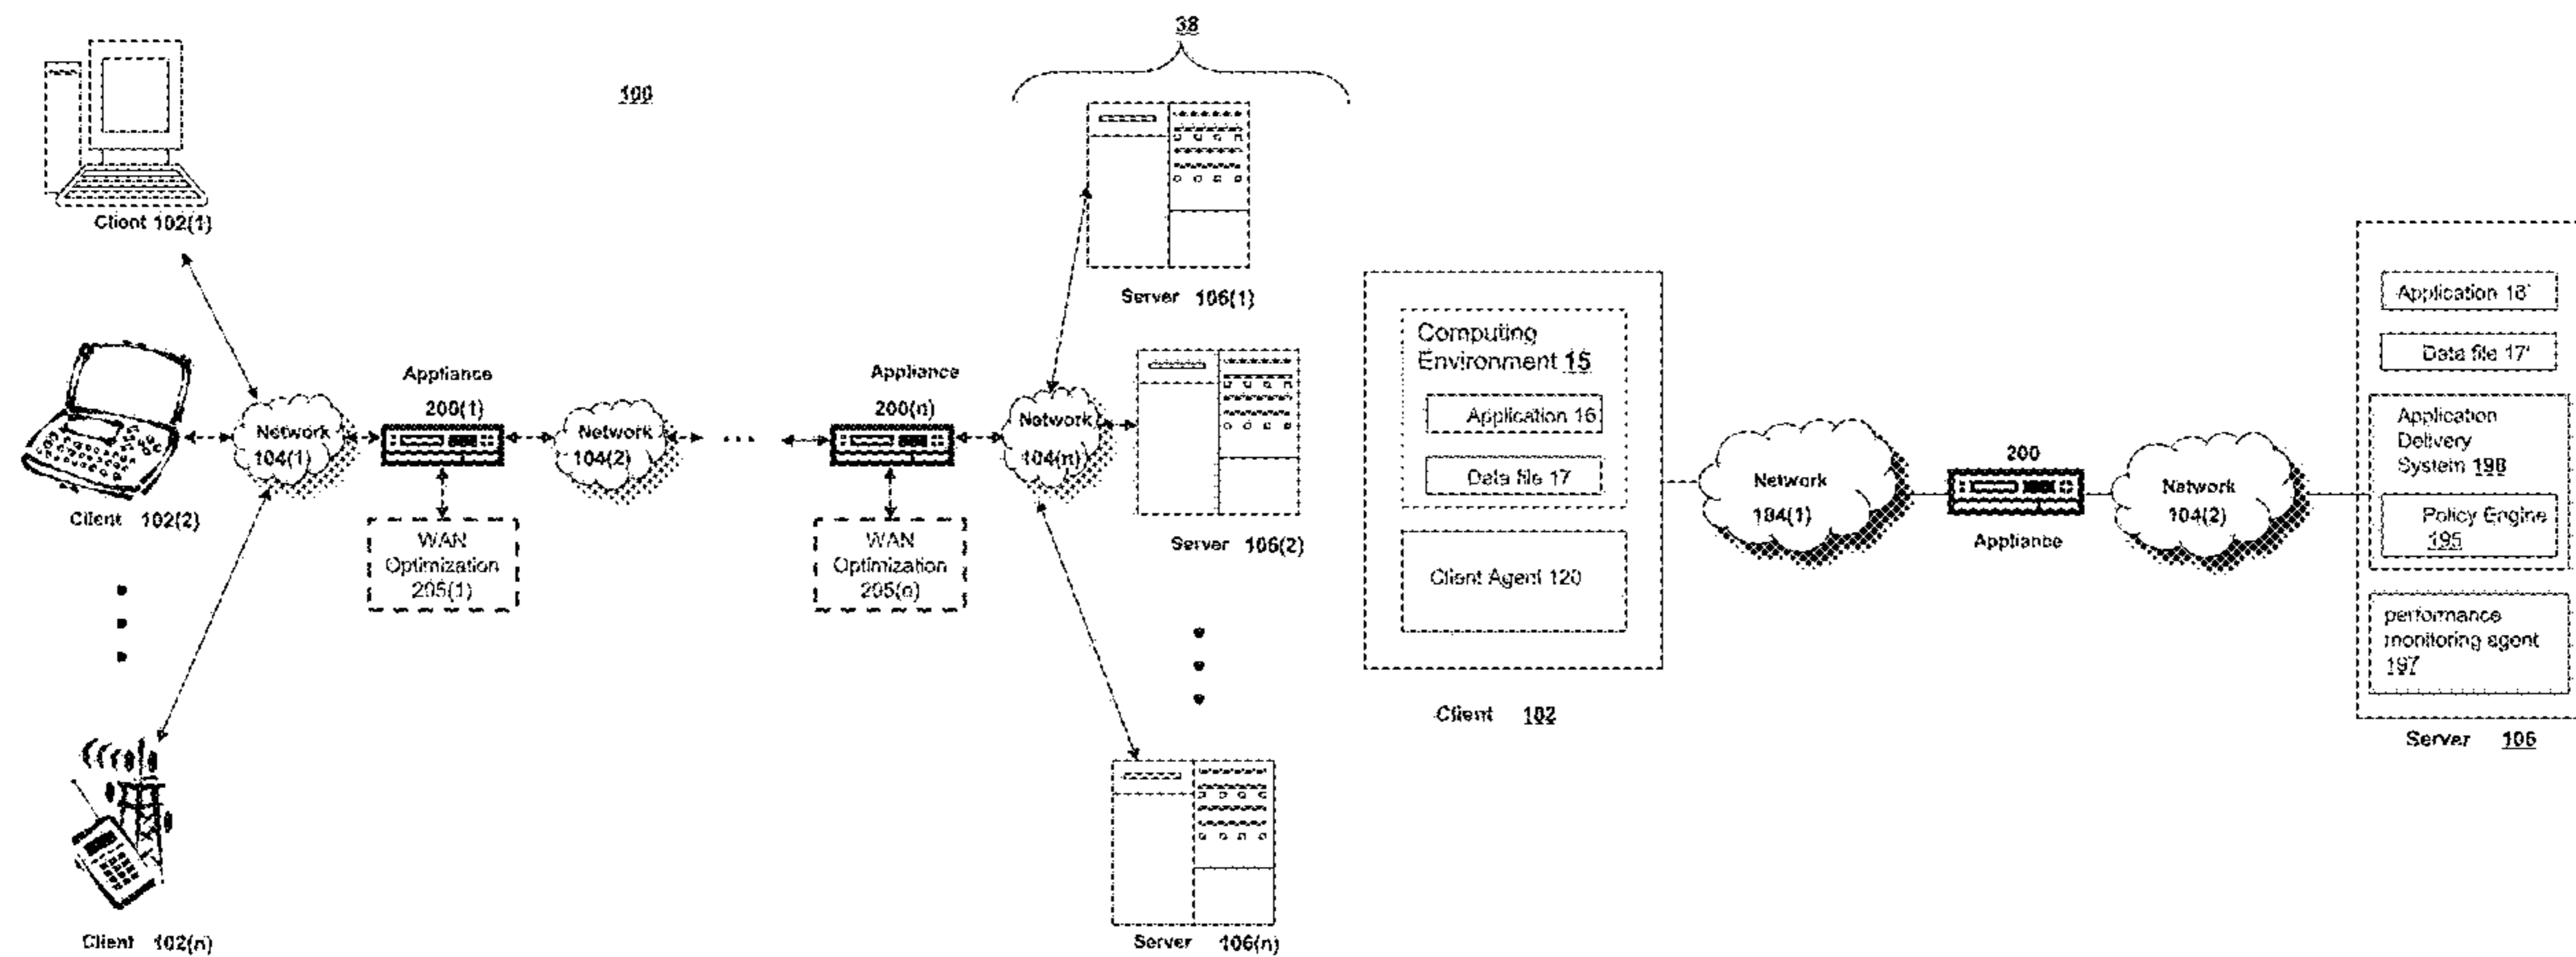 38
100
Client 102(1)
Server 106(1)
Appliance
200(1)
Appliance
200(n)
Network
104(1)
Network
104(2)
...
Network
104(n)
Client 102(2)
WAN
Optimization
205(1)
WAN
Optimization
205(n)
Server 106(2)
Client 102(n)
Server 106(n)
Computing
Environment 15
Application 16
Data file 17
Client Agent 120
Client 102
Network
104(1)
200
Appliance
Network
104(2)
Application 16'
Data file 17'
Application
Delivery
System 190
Policy Engine
195
performance
monitoring agent
197
Server 106